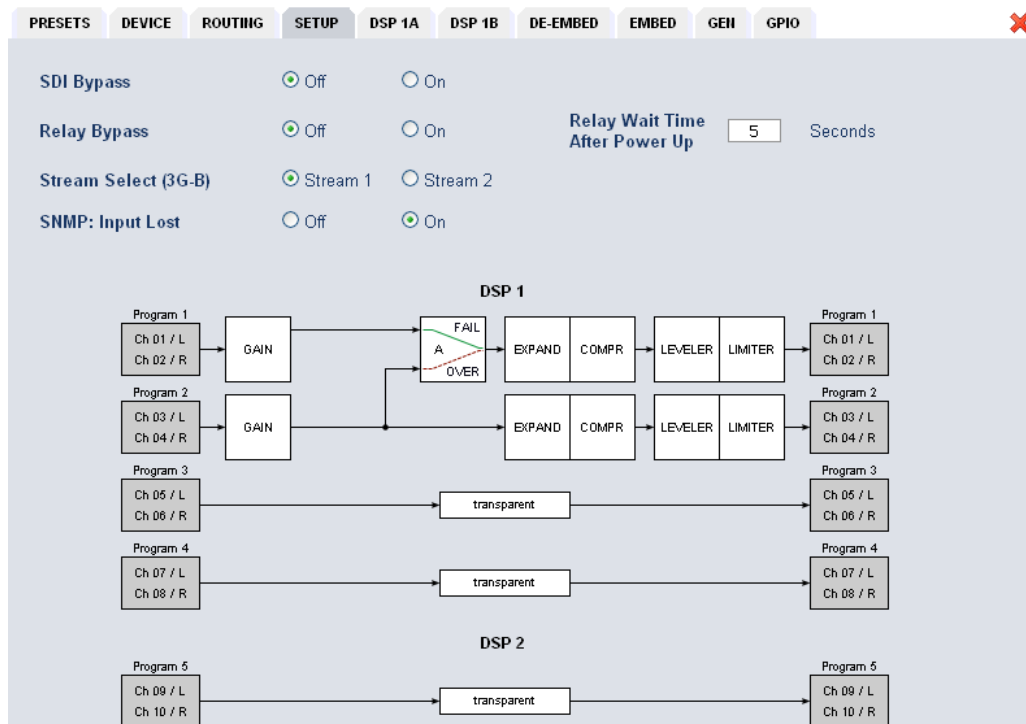 PRESETS DEVICE ROUTING SETUP DSP 1A DSP 1B DE-EMBED EMBED GEN GPIO
SDI Bypass Off On
Relay Bypass Off On Relay Wait Time After Power Up 5 Seconds
Stream Select (3G-B) Stream 1 Stream 2
SNMP: Input Lost Off On
DSP 1
Program 1 Program 1
Ch 01 / L GAIN FAIL A OVER EXPAND COMPR LEVELER LIMITER Ch 01 / L
Ch 02 / R Ch 02 / R
Program 2 Program 2
Ch 03 / L GAIN EXPAND COMPR LEVELER LIMITER Ch 03 / L
Ch 04 / R Ch 04 / R
Program 3 Program 3
Ch 05 / L transparent Ch 05 / L
Ch 06 / R Ch 06 / R
Program 4 Program 4
Ch 07 / L transparent Ch 07 / L
Ch 08 / R Ch 08 / R
DSP 2
Program 5 Program 5
Ch 09 / L transparent Ch 09 / L
Ch 10 / R Ch 10 / R